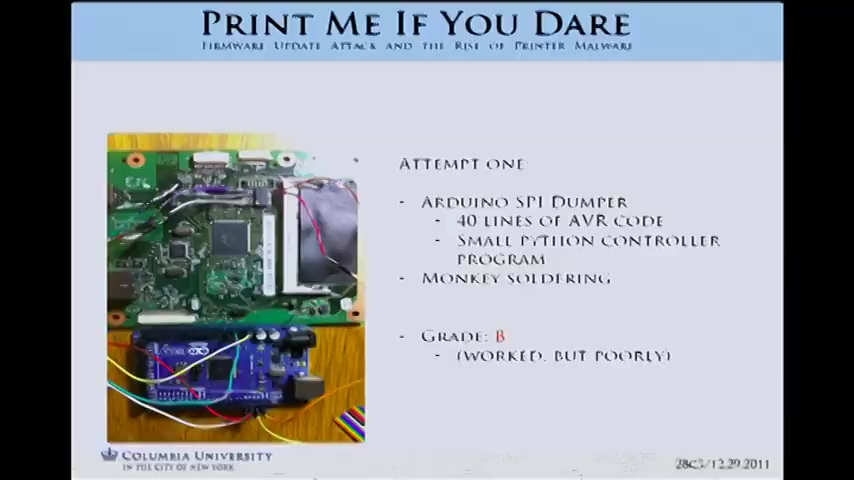 Print Me If You Dare
Firmware Update Attack and the Rise of Printer Malware
Attempt one
- Arduino SPI Dumper
- 40 lines of AVR code
- Small python controller
program
- Monkey soldering
- Grade: B
- (worked, but poorly)
Columbia University
in the City of New York
28C3/12.29.2011